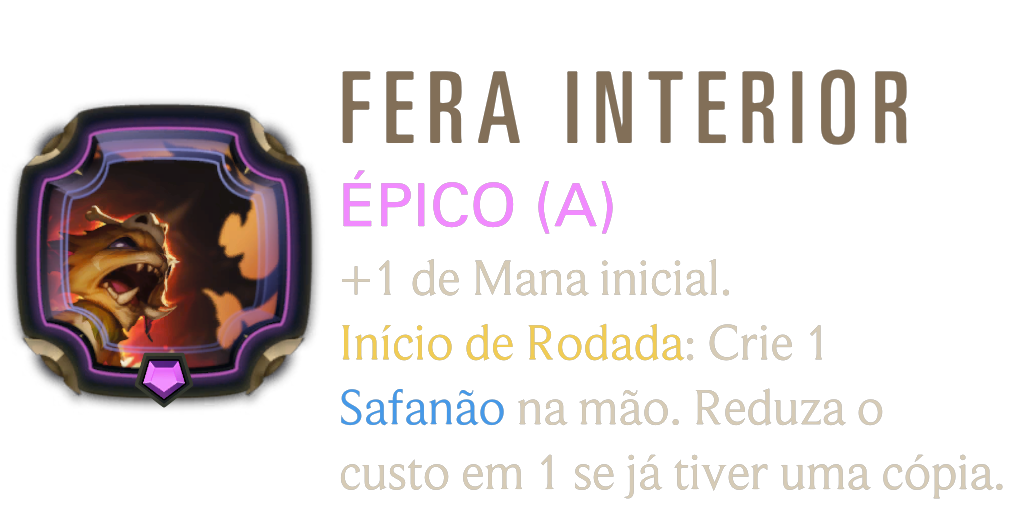 FERA INTERIOR
ÉPICO (A)
+1 de Mana inicial.
Início de Rodada: Crie 1
Safanão na mão. Reduza o
custo em 1 se já tiver uma cópia.